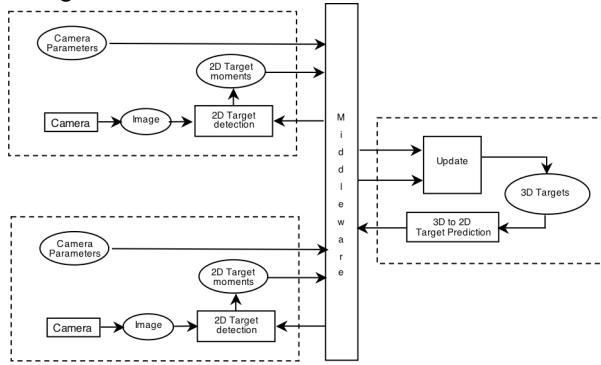 Camera
Parameters
2D Target
moments
Camera
Image
2D Target
detection
Middleware
Update
3D Targets
3D to 2D
Target Prediction
Camera
Parameters
2D Target
moments
Camera
Image
2D Target
detection